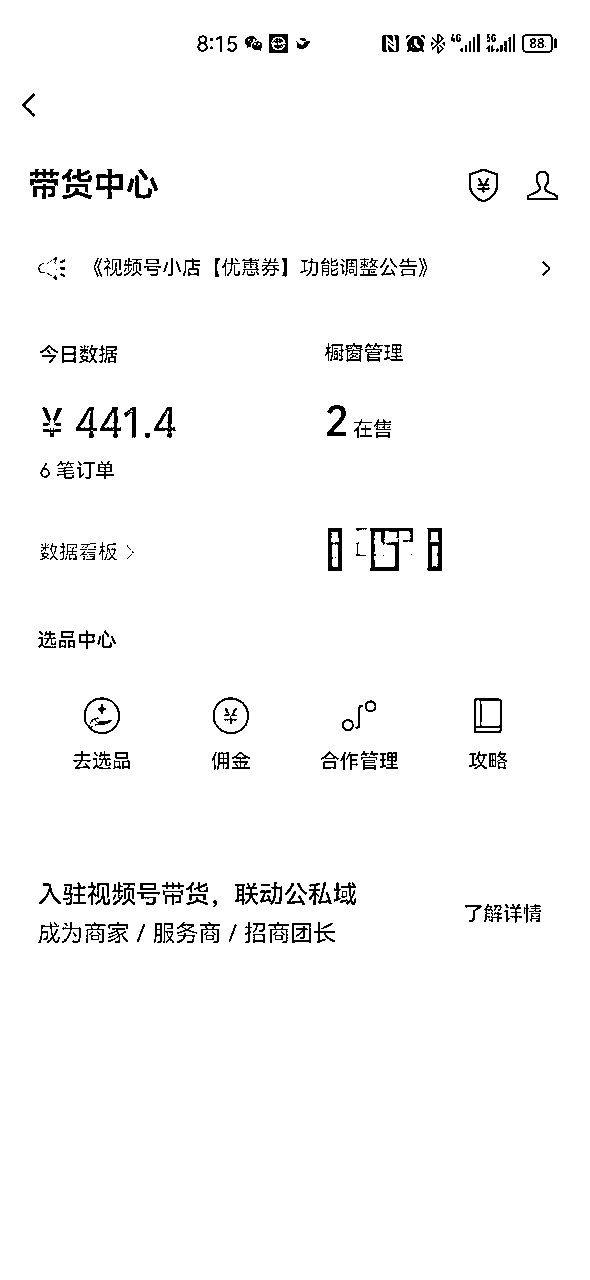 8:15 4G 5G 88
带货中心
《视频号小店【优惠券】功能调整公告》
今日数据 橱窗管理
¥ 441.4 2 在售
6 笔订单
数据看板
选品中心
去选品 佣金 合作管理 攻略
入驻视频号带货，联动公私域
成为商家 / 服务商 / 招商团长
了解详情